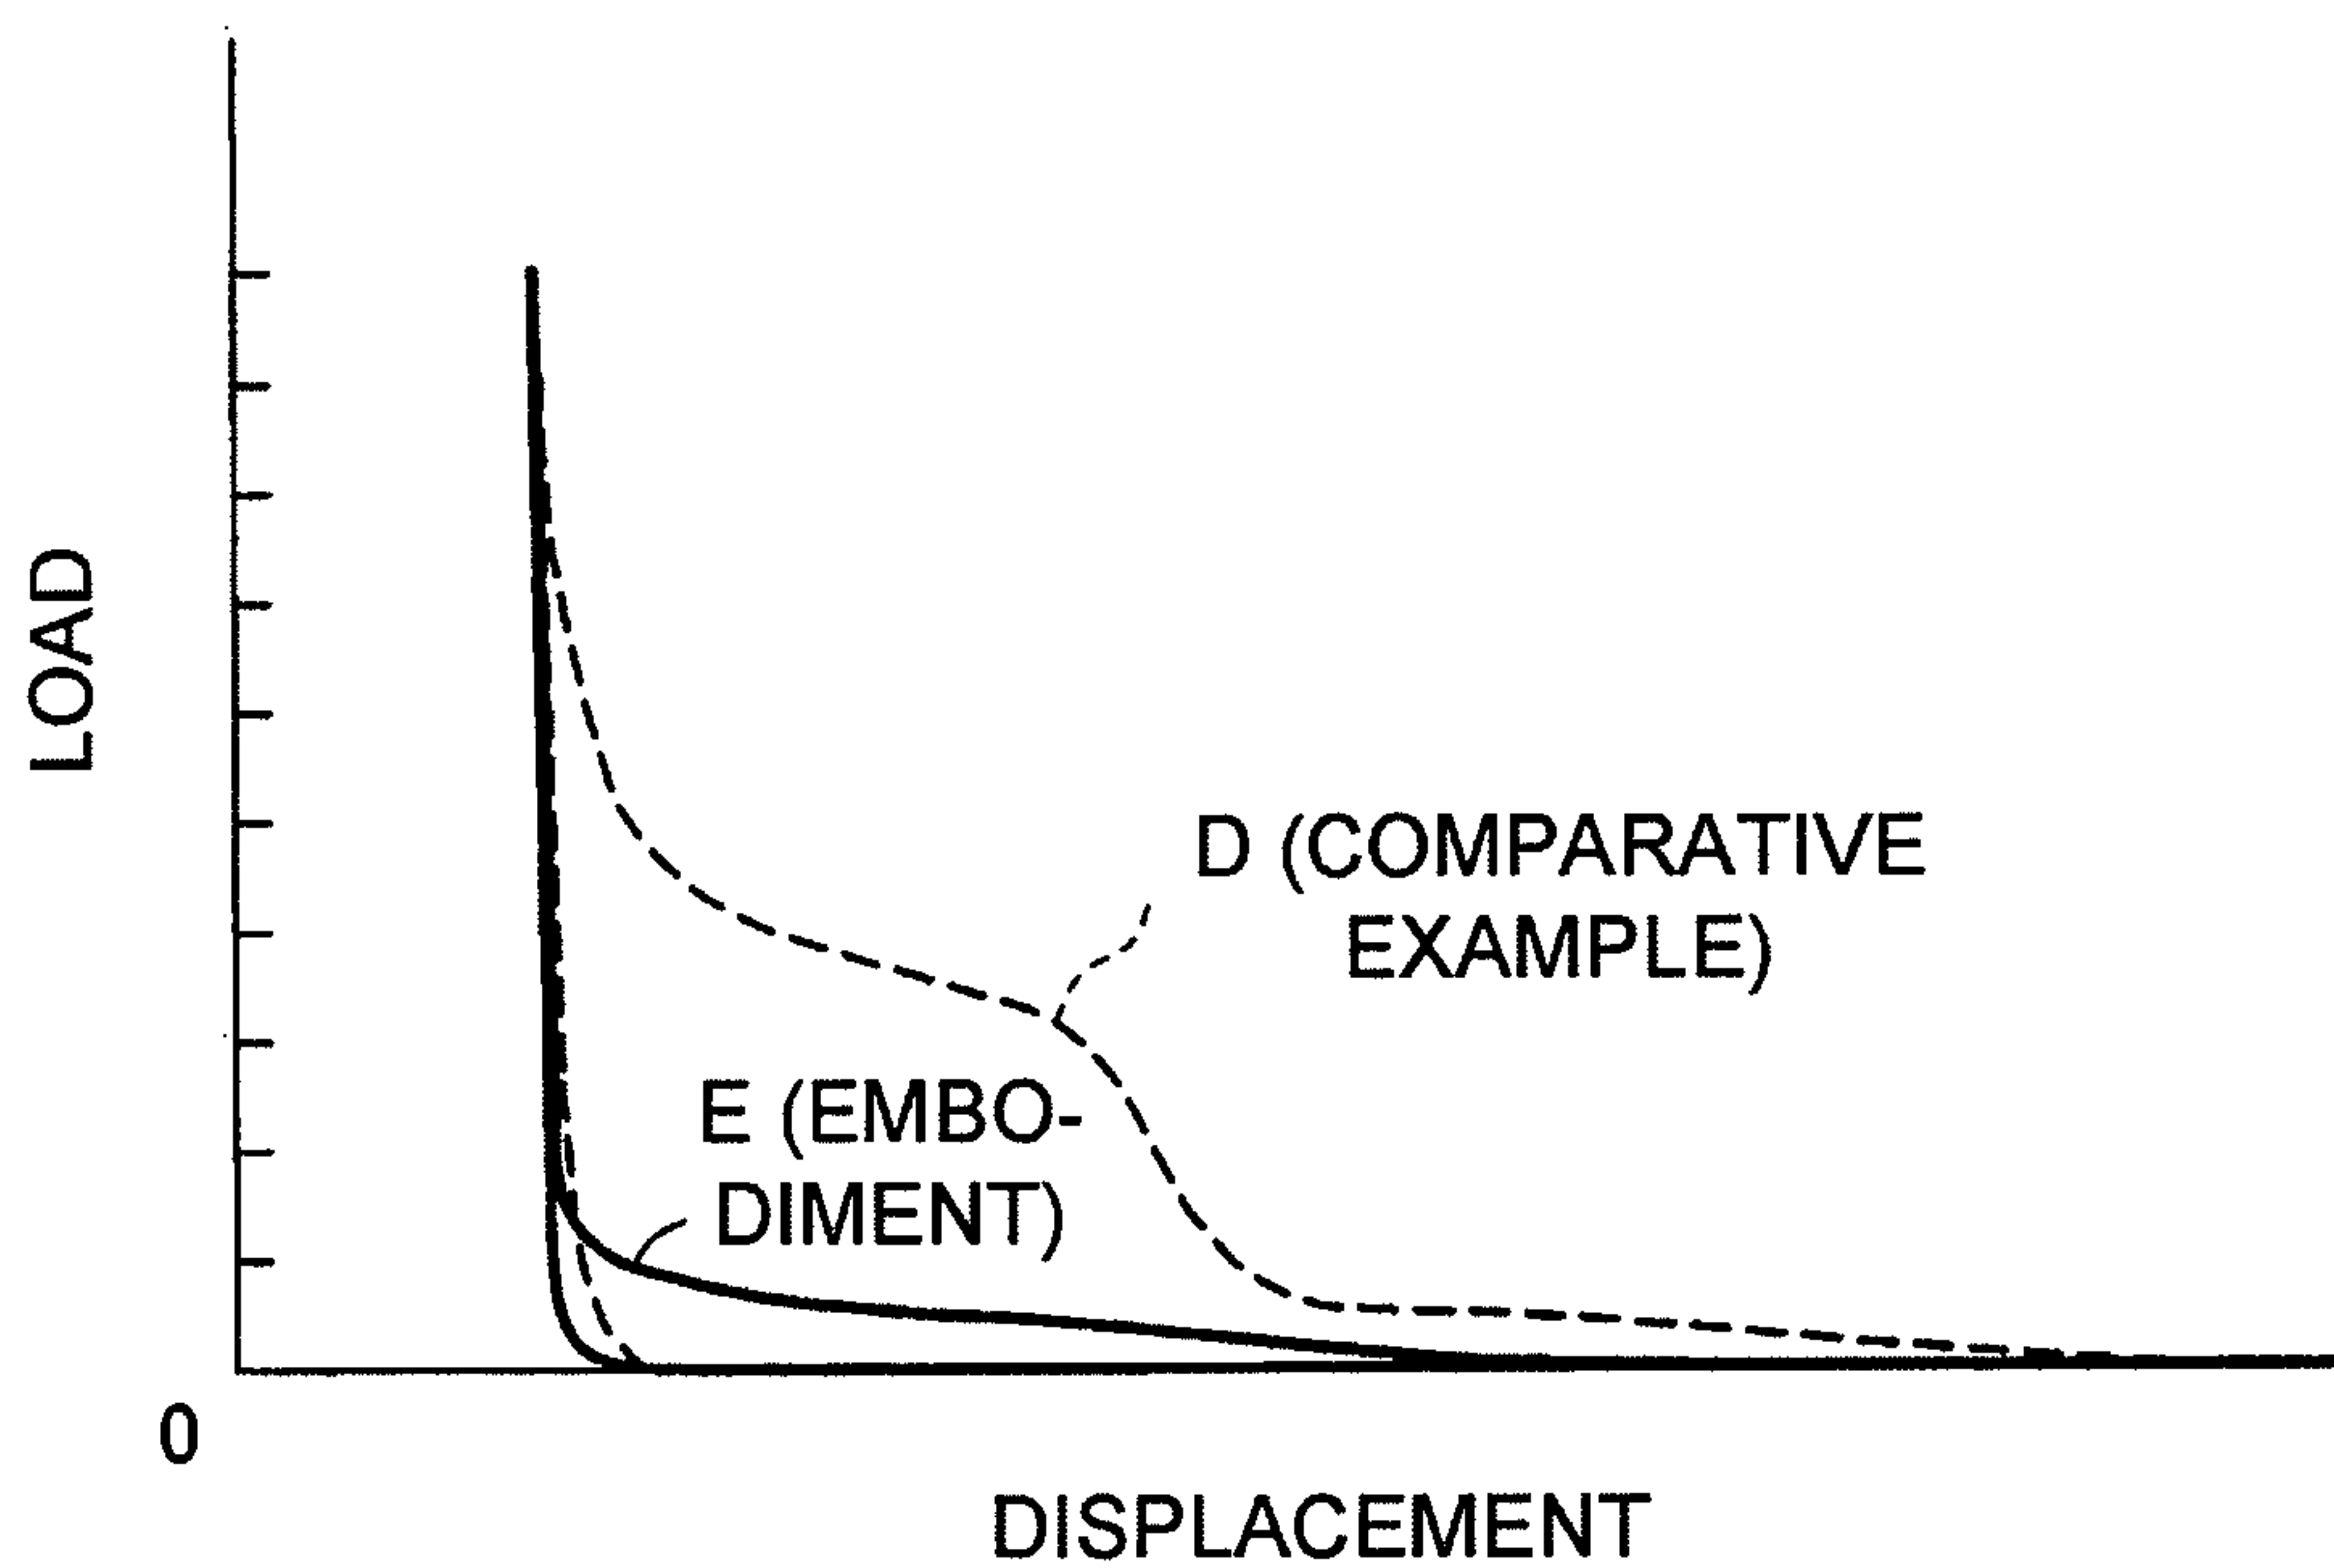 LOAD
D (COMPARATIVE
EXAMPLE)
E (EMBO-
DIMENT)
0
DISPLACEMENT